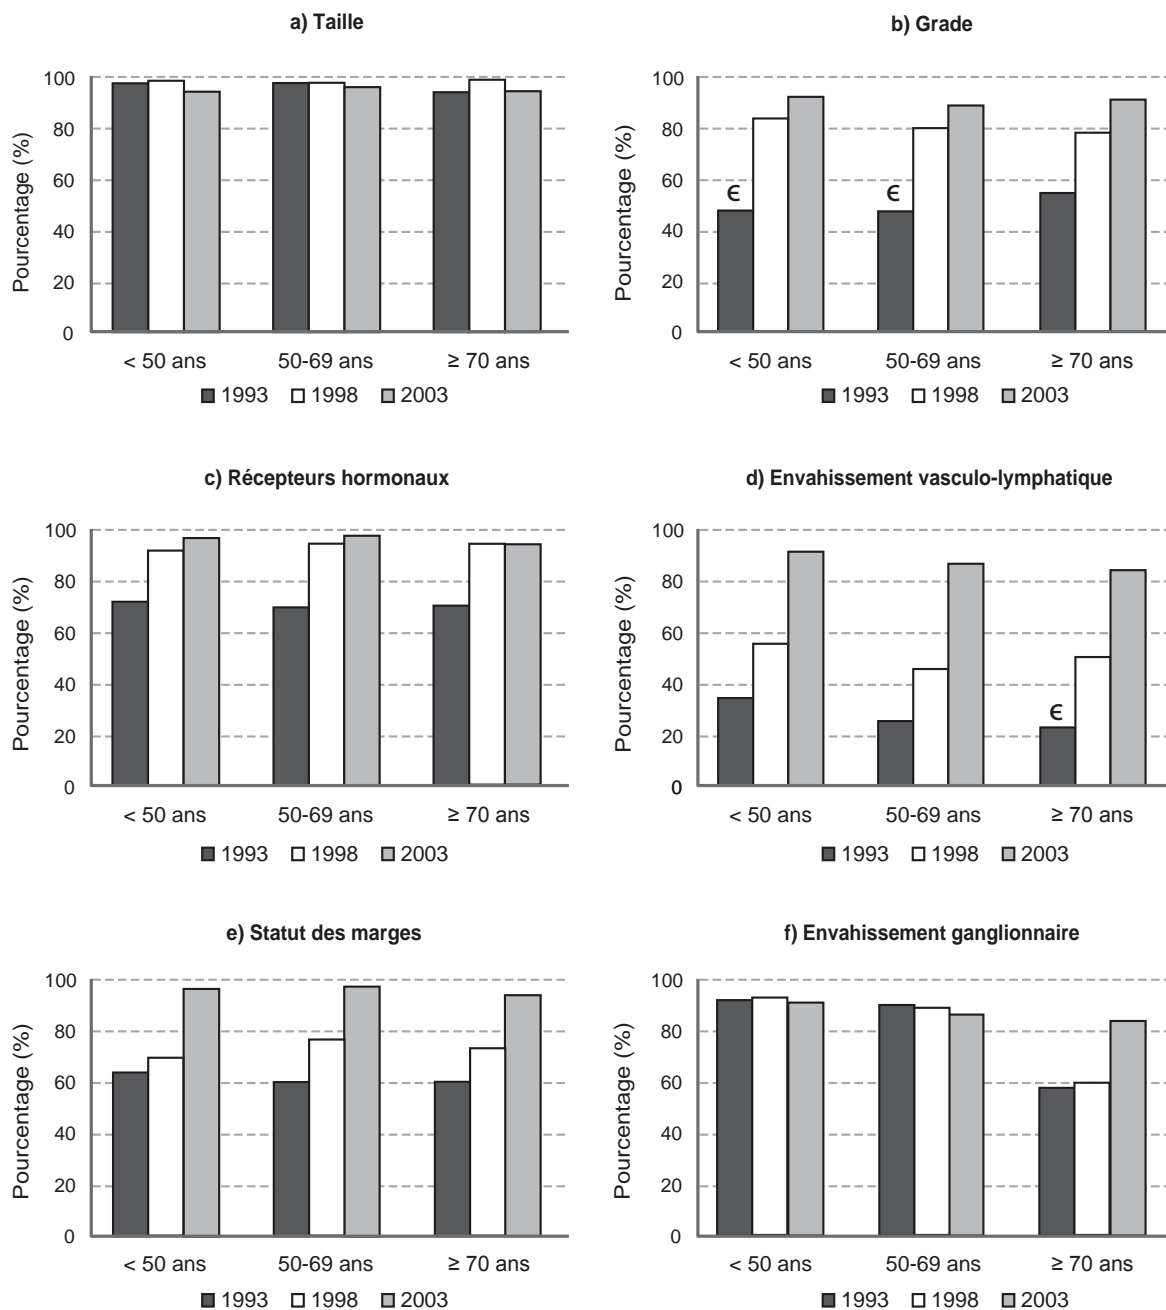 a) Taille
Pourcentage (%)
100
80
60
40
20
0
< 50 ans 50-69 ans ≥ 70 ans
1993 1998 2003
b) Grade
Pourcentage (%)
100
80
60
40
20
0
ϵ ϵ
< 50 ans 50-69 ans ≥ 70 ans
1993 1998 2003
c) Récepteurs hormonaux
Pourcentage (%)
100
80
60
40
20
0
< 50 ans 50-69 ans ≥ 70 ans
1993 1998 2003
d) Envahissement vasculo-lymphatique
Pourcentage (%)
100
80
60
40
20
0
ϵ
< 50 ans 50-69 ans ≥ 70 ans
1993 1998 2003
e) Statut des marges
Pourcentage (%)
100
80
60
40
20
0
< 50 ans 50-69 ans ≥ 70 ans
1993 1998 2003
f) Envahissement ganglionnaire
Pourcentage (%)
100
80
60
40
20
0
< 50 ans 50-69 ans ≥ 70 ans
1993 1998 2003